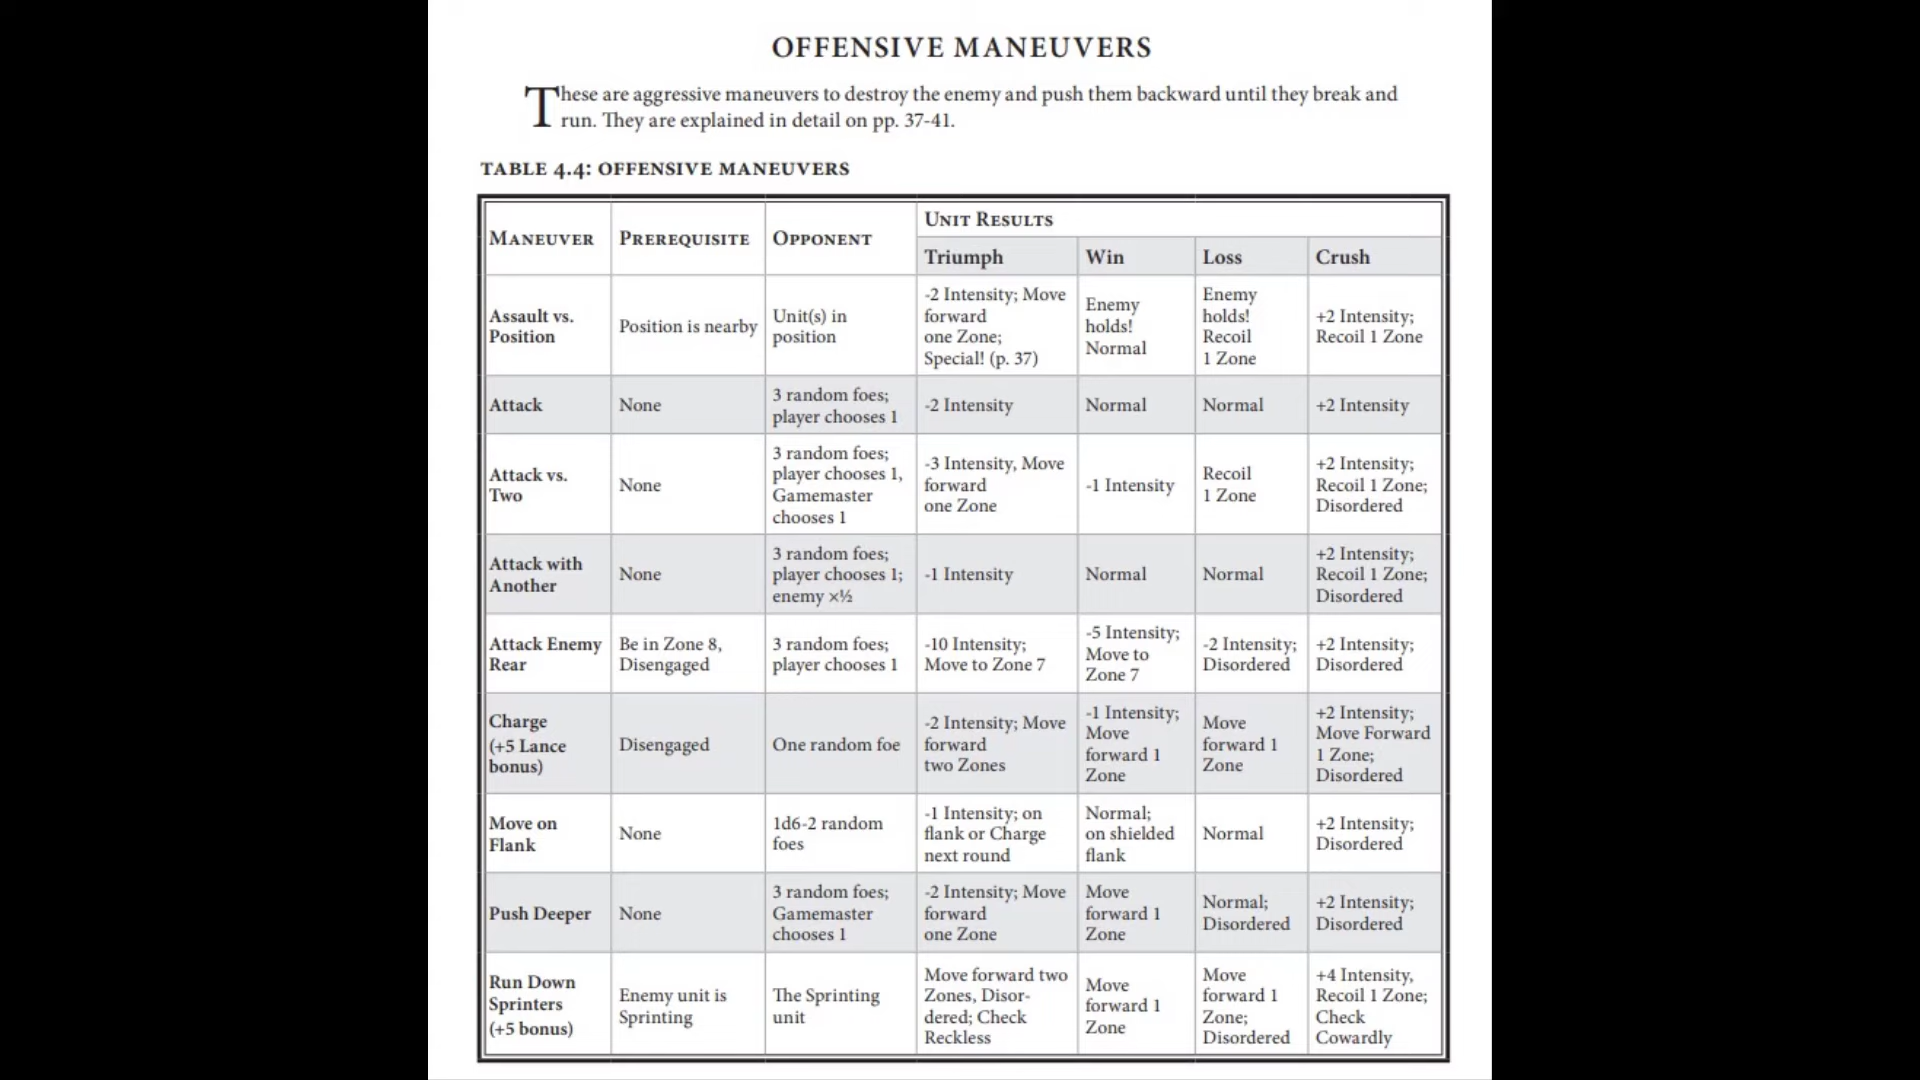 OFFENSIVE MANEUVERS
These are aggressive maneuvers to destroy the enemy and push them backward until they break and
run. They are explained in detail on pp. 37-41.
TABLE 4.4: OFFENSIVE MANEUVERS
MANEUVER
PREREQUISITE
OPPONENT
UNIT RESULTS
Triumph
Win
Loss
Crush
Assault vs.
Position
Position is nearby
Unit(s) in
position
-2 Intensity; Move
forward
one Zone;
Special! (p. 37)
Enemy
holds!
Normal
Enemy
holds!
Recoil
1 Zone
+2 Intensity;
Recoil 1 Zone
Attack
None
3 random foes;
player chooses 1
-2 Intensity
Normal
Normal
+2 Intensity
Attack vs.
Two
None
3 random foes;
player chooses 1,
Gamemaster
chooses 1
-3 Intensity, Move
forward
one Zone
-1 Intensity
Recoil
1 Zone
+2 Intensity;
Recoil 1 Zone;
Disordered
Attack with
Another
None
3 random foes;
player chooses 1;
enemy ×½
-1 Intensity
Normal
Normal
+2 Intensity;
Recoil 1 Zone;
Disordered
Attack Enemy
Rear
Be in Zone 8,
Disengaged
3 random foes;
player chooses 1
-10 Intensity;
Move to Zone 7
-5 Intensity;
Move to
Zone 7
-2 Intensity;
Disordered
+2 Intensity;
Disordered
Charge
(+5 Lance
bonus)
Disengaged
One random foe
-2 Intensity; Move
forward
two Zones
-1 Intensity;
Move
forward 1
Zone
Move
forward 1
Zone
+2 Intensity;
Move Forward
1 Zone;
Disordered
Move on
Flank
None
1d6-2 random
foes
-1 Intensity; on
flank or Charge
next round
Normal;
on shielded
flank
Normal
+2 Intensity;
Disordered
Push Deeper
None
3 random foes;
Gamemaster
chooses 1
-2 Intensity; Move
forward
one Zone
Move
forward 1
Zone
Normal;
Disordered
+2 Intensity;
Disordered
Run Down
Sprinters
(+5 bonus)
Enemy unit is
Sprinting
The Sprinting
unit
Move forward two
Zones, Disor-
dered; Check
Reckless
Move
forward 1
Zone
Move
forward 1
Zone;
Disordered
+4 Intensity,
Recoil 1 Zone;
Check
Cowardly